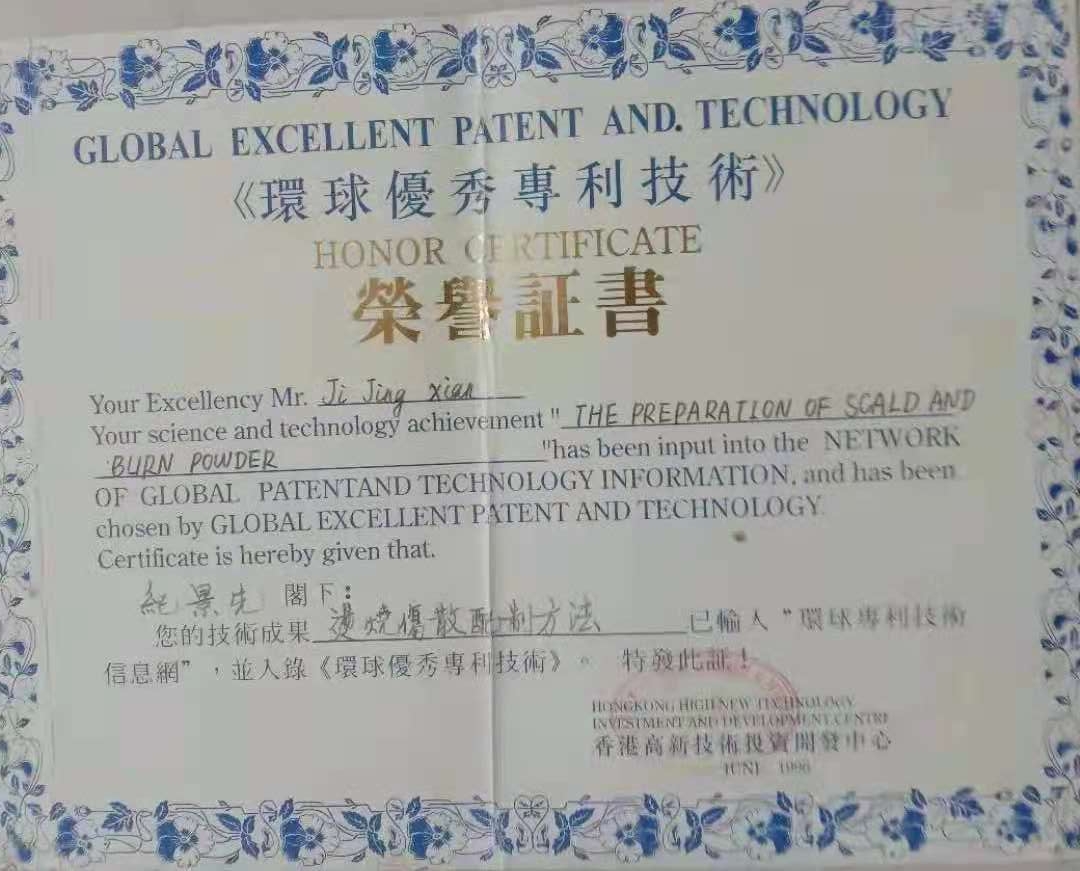 GLOBAL EXCELLENT PATENT AND. TECHNOLOGY
《環球優秀專利技術》
HONOR CERTIFICATE
榮譽証書
Your Excellency Mr. Ji Jing xian
Your science and technology achievement " THE PREPARATION OF SCALD AND
BURN POWDER "has been input into the NETWORK
OF GLOBAL PATENTAND TECHNOLOGY INFORMATION, and has been
chosen by GLOBAL EXCELLENT PATENT AND TECHNOLOGY.
Certificate is hereby given that.
紀景先 閣下：
您的技術成果 燙燒傷散配制方法 已輸入“環球專利技術
信息網”，並入錄《環球優秀專利技術》。 特發此証！
HONGKONG HIGH NEW TECHNOLOGY
INVESTMENT AND DEVELOPMENT CENTRE
香港高新技術投資開發中心
JUNE 1996